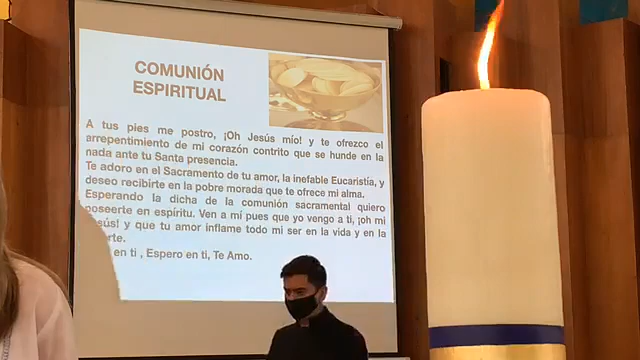 COMUNIÓN
ESPIRITUAL
A tus pies me postro, ¡Oh Jesús mío! y te ofrezco el
arrepentimiento de mi corazón contrito que se hunde en la
nada ante tu Santa presencia.
Te adoro en el Sacramento de tu amor, la inefable Eucaristía, y
deseo recibirte en la pobre morada que te ofrece mi alma.
Esperando la dicha de la comunión sacramental quiero
poseerte en espíritu. Ven a mí pues que yo vengo a ti, ¡oh mi
y que tu amor inflame todo mi ser en la vida y en la
en ti , Espero en ti, Te Amo.